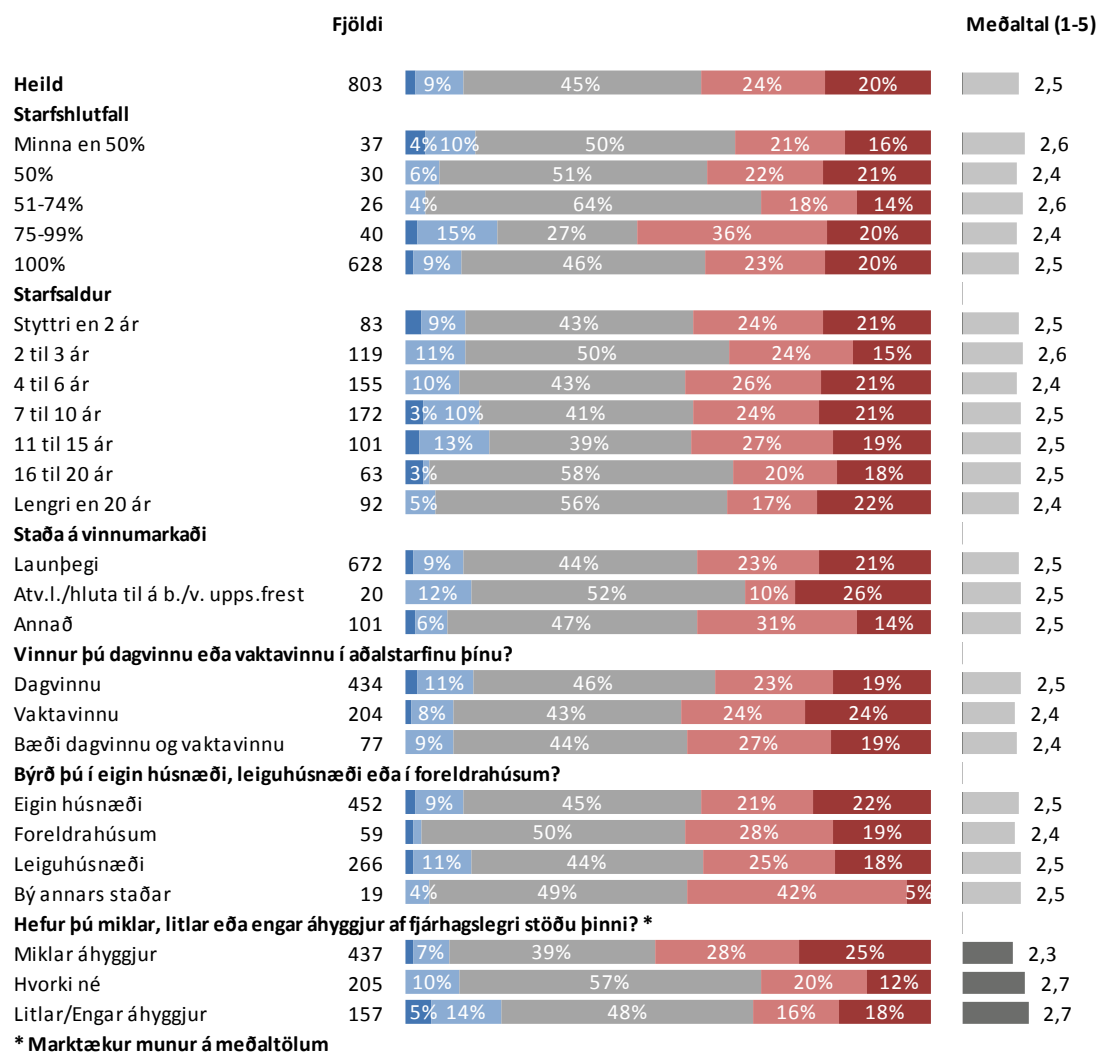 Fjöldi Meðaltal (1-5)
Heild 803 9% 45% 24% 20% 2,5
Starfshlutfall
Minna en 50% 37 4% 10% 50% 21% 16% 2,6
50% 30 6% 51% 22% 21% 2,4
51-74% 26 4% 64% 18% 14% 2,6
75-99% 40 15% 27% 36% 20% 2,4
100% 628 9% 46% 23% 20% 2,5
Starfsaldur
Styttri en 2 ár 83 9% 43% 24% 21% 2,5
2 til 3 ár 119 11% 50% 24% 15% 2,6
4 til 6 ár 155 10% 43% 26% 21% 2,4
7 til 10 ár 172 3% 10% 41% 24% 21% 2,5
11 til 15 ár 101 13% 39% 27% 19% 2,5
16 til 20 ár 63 3% 58% 20% 18% 2,5
Lengri en 20 ár 92 5% 56% 17% 22% 2,4
Staða á vinnumarkaði
Launþegi 672 9% 44% 23% 21% 2,5
Atv.l./hluta til á b./v. upps.frest 20 12% 52% 10% 26% 2,5
Annað 101 6% 47% 31% 14% 2,5
Vinnur þú dagvinnu eða vaktavinnu í aðalstarfinu þínu?
Dagvinnu 434 11% 46% 23% 19% 2,5
Vaktavinnu 204 8% 43% 24% 24% 2,4
Bæði dagvinnu og vaktavinnu 77 9% 44% 27% 19% 2,4
Býrð þú í eigin húsnæði, leiguhúsnæði eða í foreldrahúsum?
Eigin húsnæði 452 9% 45% 21% 22% 2,5
Foreldrahúsum 59 50% 28% 19% 2,4
Leiguhúsnæði 266 11% 44% 25% 18% 2,5
Bý annars staðar 19 4% 49% 42% 5% 2,5
Hefur þú miklar, litlar eða engar áhyggjur af fjárhagslegri stöðu þinni? *
Miklar áhyggjur 437 7% 39% 28% 25% 2,3
Hvorki né 205 10% 57% 20% 12% 2,7
Litlar/Engar áhyggjur 157 5% 14% 48% 16% 18% 2,7
* Marktækur munur á meðaltölum